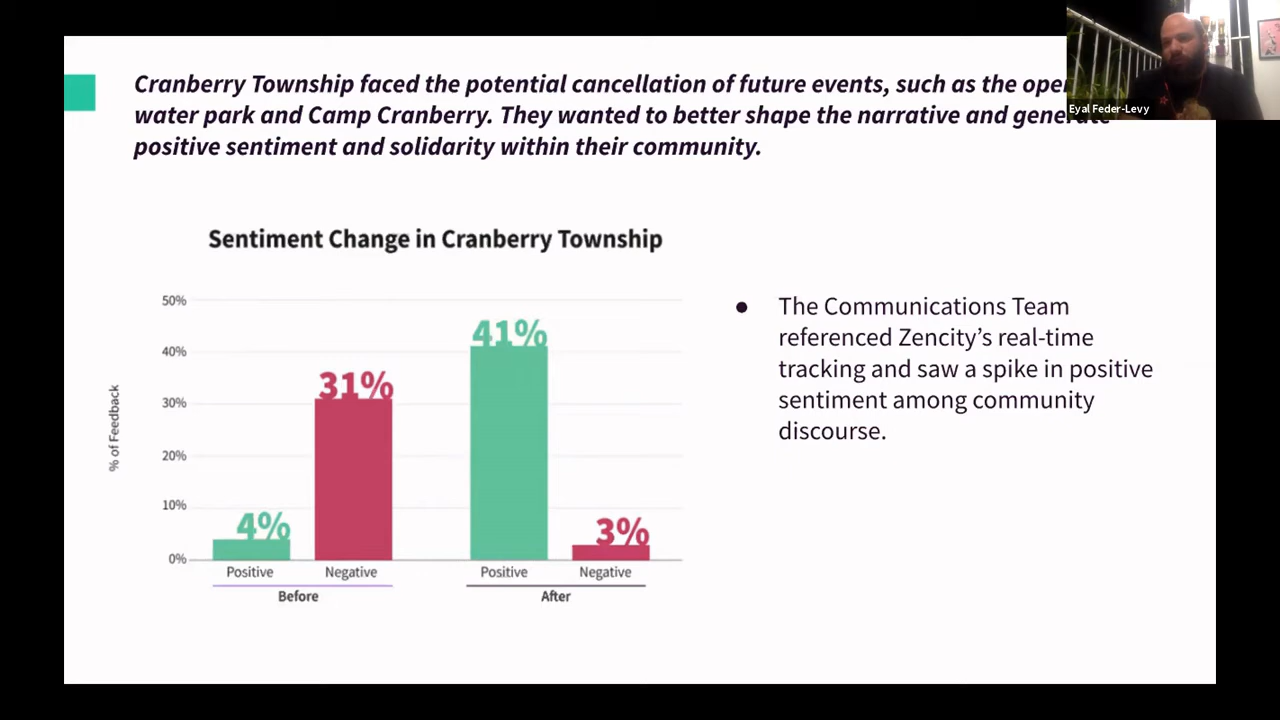 Cranberry Township faced the potential cancellation of future events, such as the
water park and Camp Cranberry. They wanted to better shape the narrative and generate
positive sentiment and solidarity within their community.
Eyal Feder-Levy
Sentiment Change in Cranberry Township
% of Feedback
50%
40%
30%
20%
10%
0%
4%
31%
41%
3%
Positive Negative Positive Negative
Before After
● The Communications Team
referenced Zencity’s real-time
tracking and saw a spike in positive
sentiment among community
discourse.